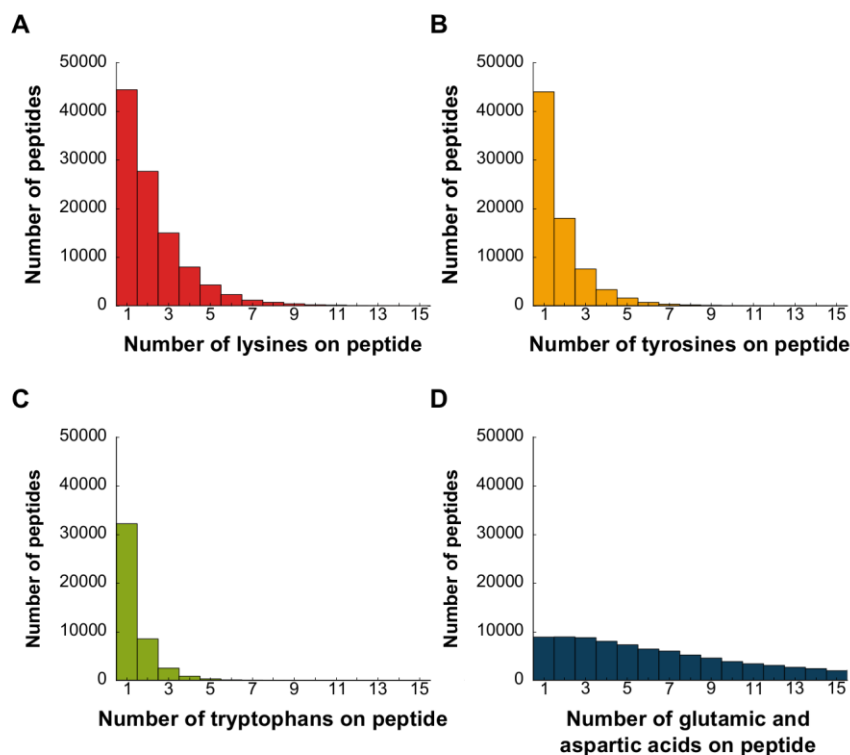 A
50000
40000
30000
20000
10000
0
Number of peptides
1 3 5 7 9 11 13 15
Number of lysines on peptide
B
50000
40000
30000
20000
10000
0
Number of peptides
1 3 5 7 9 11 13 15
Number of tyrosines on peptide
C
50000
40000
30000
20000
10000
0
Number of peptides
1 3 5 7 9 11 13 15
Number of tryptophans on peptide
D
50000
40000
30000
20000
10000
0
Number of peptides
1 3 5 7 9 11 13 15
Number of glutamic and
aspartic acids on peptide